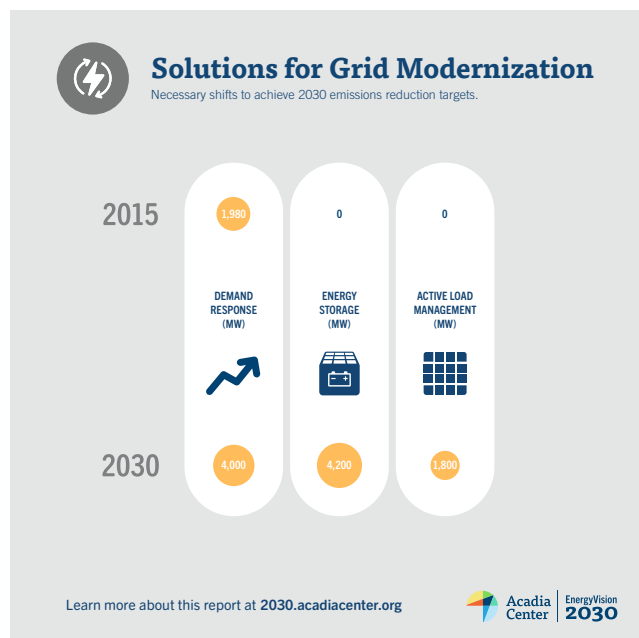 Solutions for Grid Modernization
Necessary shifts to achieve 2030 emissions reduction targets.
2015
1,980
0
0
DEMAND
RESPONSE
(MW)
ENERGY
STORAGE
(MW)
ACTIVE LOAD
MANAGEMENT
(MW)
2030
4,000
4,200
1,800
Learn more about this report at 2030.acadiacenter.org
Acadia
Center
EnergyVision
2030